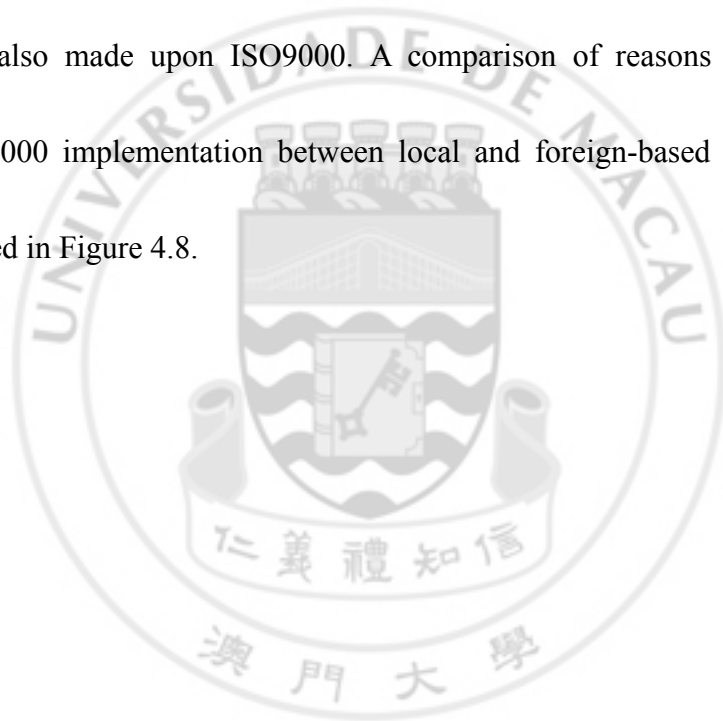 also made upon ISO9000. A comparison of reasons
000 implementation between local and foreign-based
ed in Figure 4.8.
UNIVERSIDADE DE MACAU
仁義禮知信
澳門大學